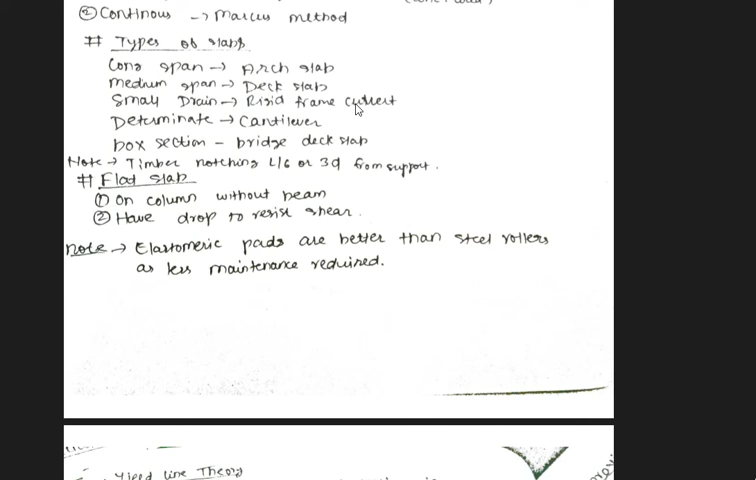 ② Continous → Marcus method
# Types of slabs
Long span → Arch slab
Medium span → Deck slab
Small Drain → Rigid frame culvert
Determinate → Cantilever
box section - bridge deck slab
Note → Timber notching L/6 or 3d from support.
# Flat slab
① On column without beam
② Have drop to resist shear.
Note → Elastomeric pads are better than steel rollers
as less maintenance required.
Yield line Theory